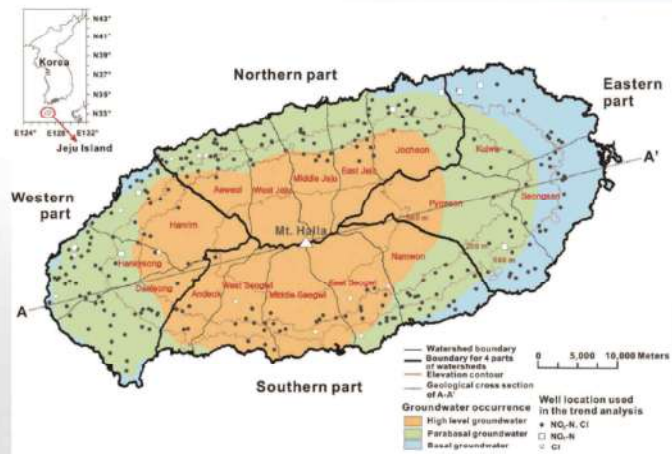 N43°
N41°
N39°
N37°
N35°
N33°
E124° E128° E132°
Korea
Jeju Island
Northern part
Eastern part
Western part
Southern part
A
A'
Jocheon
Kujwa
East Jeju
Middle Jeju
West Jeju
Aeweol
Hanrim
Seongsan
Pyoseon
Mt. Halla
Hankyong
Namwon
Daejeong
Andeok
West Seogwi
Middle Seogwi
East Seogwi
200 m
Watershed boundary
Boundary for 4 parts
of watersheds
Elevation contour
Geological cross section
of A-A'
0 5,000 10,000 Meters
Groundwater occurrence
High level groundwater
Parabasal groundwater
Basal groundwater
Well location used
in the trend analysis
NO₃-N, Cl
NO₃-N
Cl